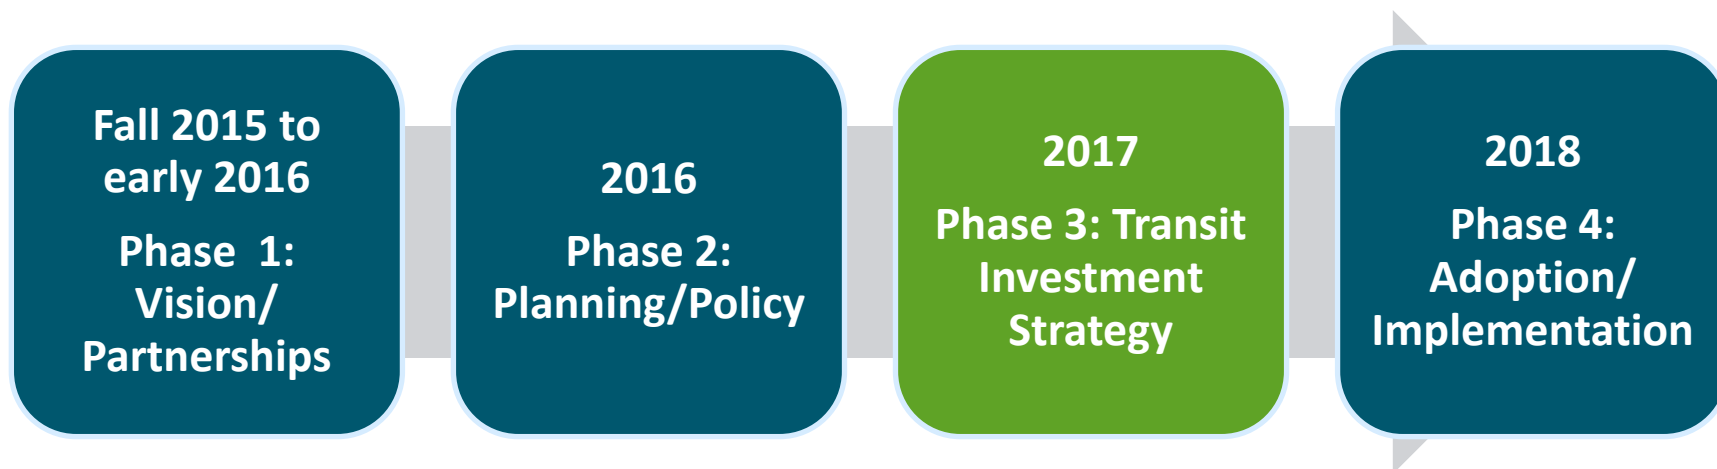 Fall 2015 to
early 2016
Phase  1:
Vision/
Partnerships
2016
Phase 2:
Planning/Policy
2017
Phase 3: Transit
Investment
Strategy
2018
Phase 4:
Adoption/
Implementation